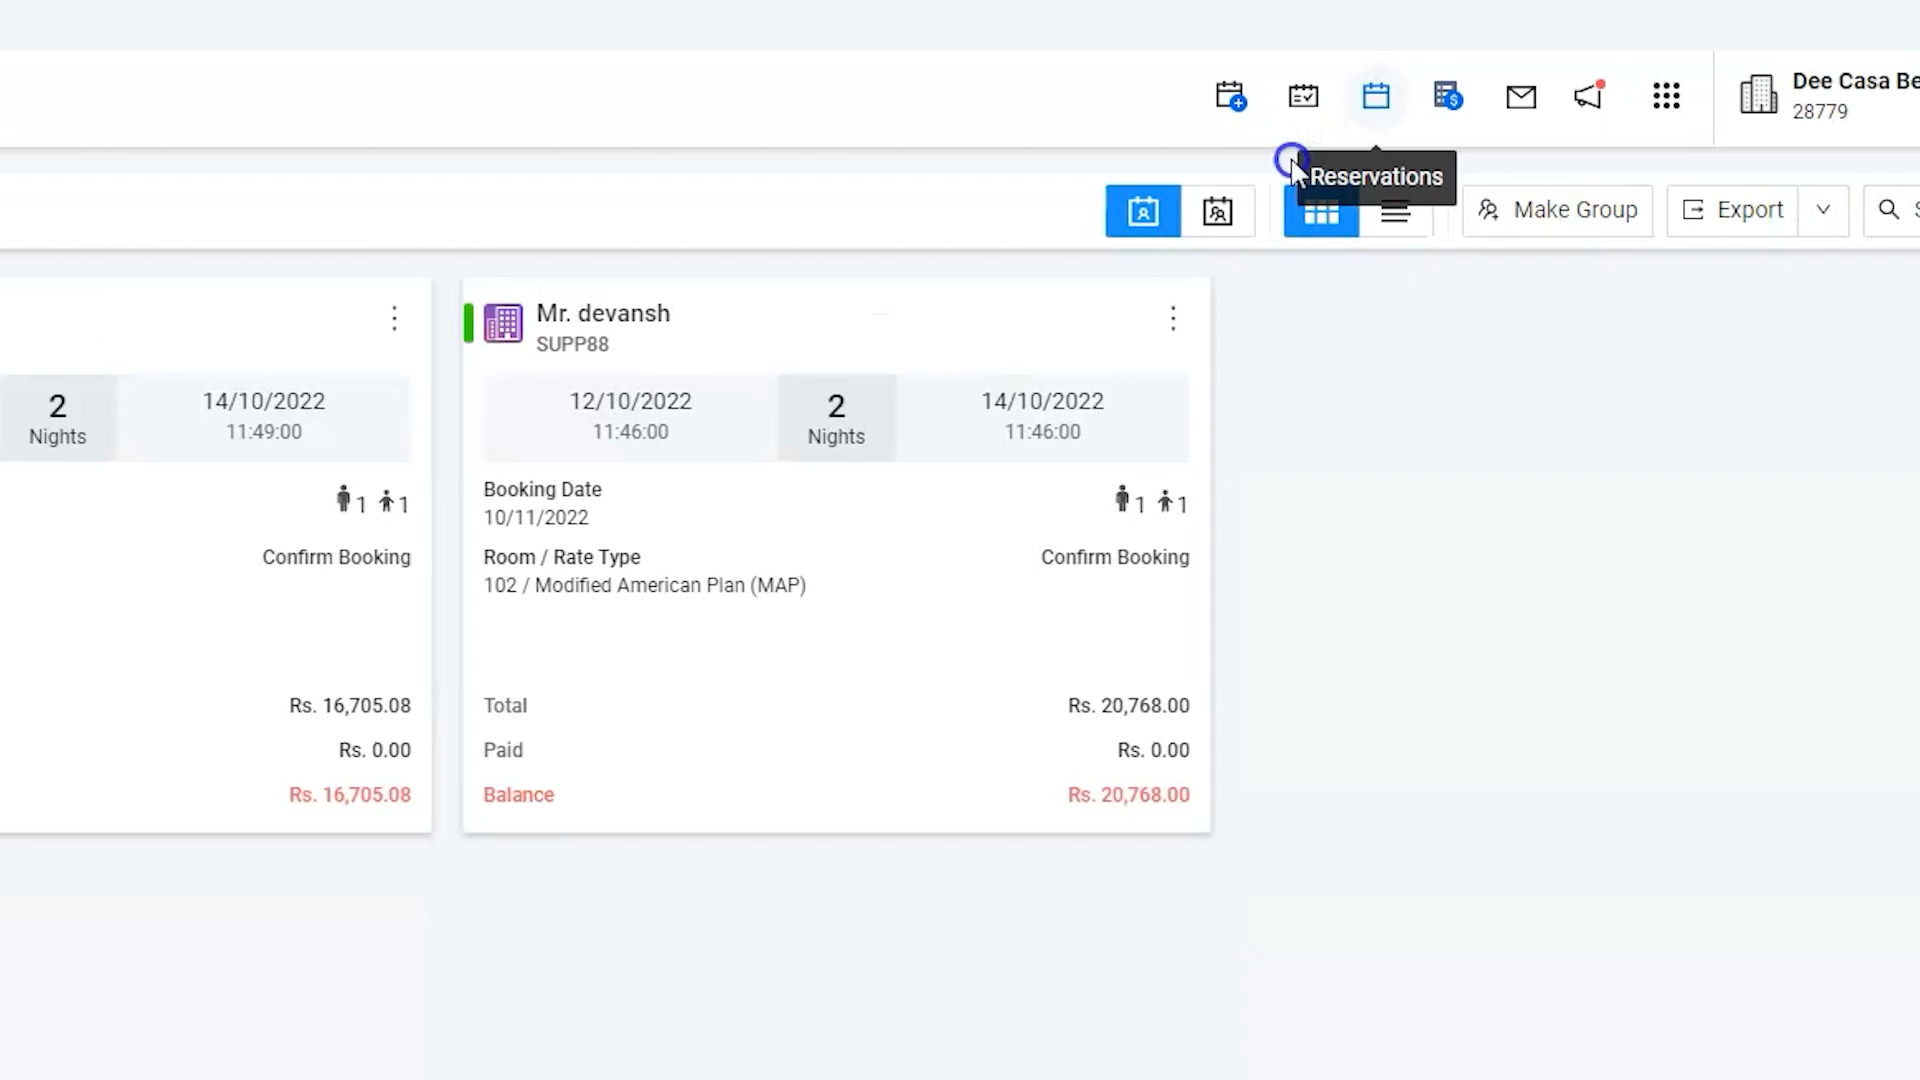 Dee Casa Be
28779
Reservations
Make Group
Export
Mr. devansh
SUPP88
2
Nights
14/10/2022
11:49:00
12/10/2022
11:46:00
2
Nights
14/10/2022
11:46:00
1 1
Booking Date
10/11/2022
1 1
Confirm Booking
Room / Rate Type
102 / Modified American Plan (MAP)
Confirm Booking
Rs. 16,705.08
Rs. 0.00
Rs. 16,705.08
Total Rs. 20,768.00
Paid Rs. 0.00
Balance Rs. 20,768.00